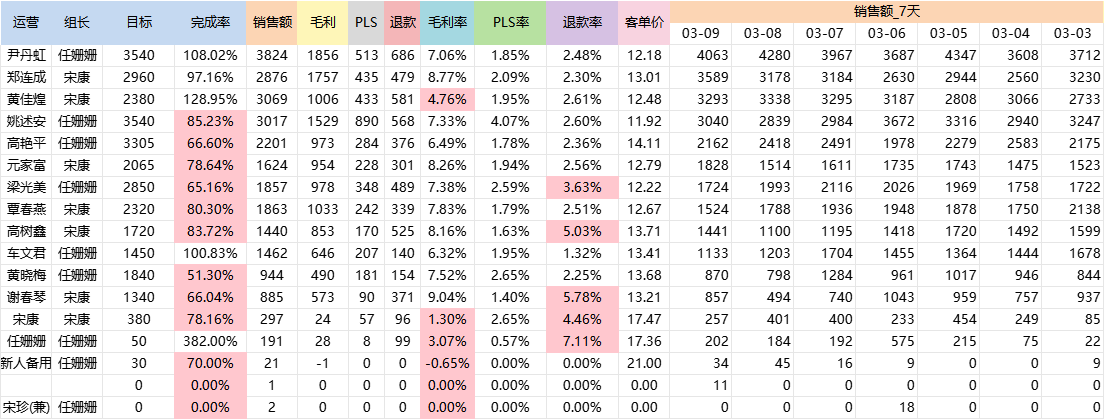 运营 组长 目标 完成率 销售额 毛利 PLS 退款 毛利率 PLS率 退款率 客单价 销售额_7天
03-09 03-08 03-07 03-06 03-05 03-04 03-03
尹丹虹 任姗姗 3540 108.02% 3824 1856 513 686 7.06% 1.85% 2.48% 12.18 4063 4280 3967 3687 4347 3608 3712
郑连成 宋康 2960 97.16% 2876 1757 435 479 8.77% 2.09% 2.30% 13.01 3589 3178 3184 2630 2944 2560 3230
黄佳煌 宋康 2380 128.95% 3069 1006 433 581 4.76% 1.95% 2.61% 12.48 3293 3338 3295 3187 2808 3066 2733
姚述安 任姗姗 3540 85.23% 3017 1529 890 568 7.33% 4.07% 2.60% 11.92 3040 2839 2984 3672 3316 2940 3247
高艳平 任姗姗 3305 66.60% 2201 973 284 376 6.49% 1.78% 2.36% 14.11 2162 2418 2491 1978 2279 2583 2175
元家富 宋康 2065 78.64% 1624 954 228 301 8.26% 1.94% 2.56% 12.79 1828 1514 1611 1735 1743 1475 1523
梁光美 任姗姗 2850 65.16% 1857 978 348 489 7.38% 2.59% 3.63% 12.22 1724 1993 2116 2026 1969 1758 1722
覃春燕 宋康 2320 80.30% 1863 1033 242 339 7.83% 1.79% 2.51% 12.67 1524 1788 1936 1948 1878 1750 2138
高树鑫 宋康 1720 83.72% 1440 853 170 525 8.16% 1.63% 5.03% 13.71 1441 1100 1195 1418 1720 1492 1599
车文君 任姗姗 1450 100.83% 1462 646 207 140 6.32% 1.95% 1.32% 13.41 1133 1203 1704 1455 1364 1444 1678
黄晓梅 任姗姗 1840 51.30% 944 490 181 154 7.52% 2.65% 2.25% 13.68 870 798 1284 961 1017 946 844
谢春琴 宋康 1340 66.04% 885 573 90 371 9.04% 1.40% 5.78% 13.21 857 494 740 1043 959 757 937
宋康 宋康 380 78.16% 297 24 57 96 1.30% 2.65% 4.46% 17.47 257 401 400 233 454 249 85
任姗姗 任姗姗 50 382.00% 191 28 8 99 3.07% 0.57% 7.11% 17.36 202 184 192 575 215 75 22
新人备用 任姗姗 30 70.00% 21 -1 0 0 -0.65% 0.00% 0.00% 21.00 34 45 16 9 0 0 9
0 0.00% 1 0 0 0 0.00% 0.00% 0.00% 0.00 11 0 0 0 0 0 0
宋珍(兼) 任姗姗 0 0.00% 2 0 0 0 0.00% 0.00% 0.00% 0.00 0 0 0 18 0 0 0